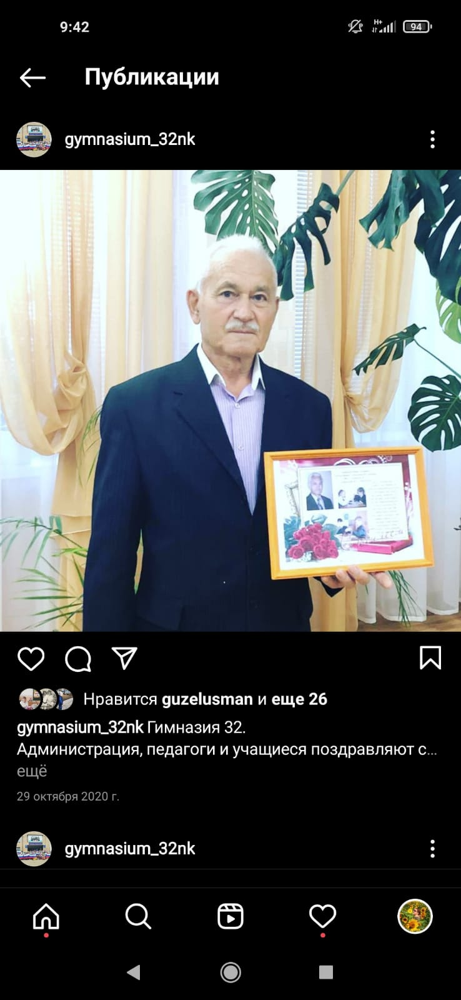 9:42
H+
94
Публикации
gymnasium_32nk
Нравится guzelusman и еще 26
gymnasium_32nk Гимназия 32.
Администрация, педагоги и учащиеся поздравляют с...
ещё
29 октября 2020 г.
gymnasium_32nk